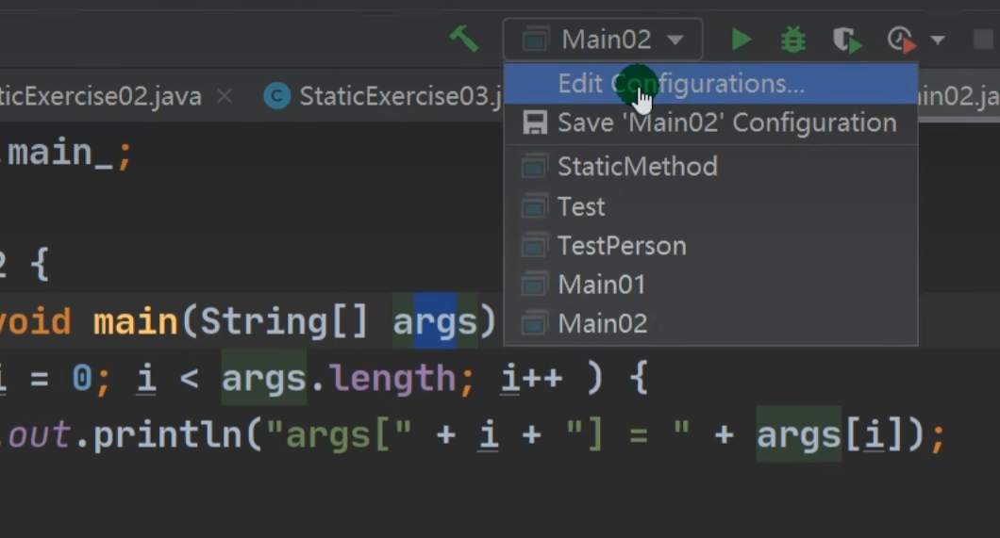 Main02
ticExercise02.java
StaticExercise03.j
in02.ja
Edit Configurations...
Save 'Main02' Configuration
StaticMethod
Test
TestPerson
Main01
Main02
.main_;
2 {
void main(String[] args)
i = 0; i < args.length; i++ ) {
.out.println("args[" + i + "] = " + args[i]);